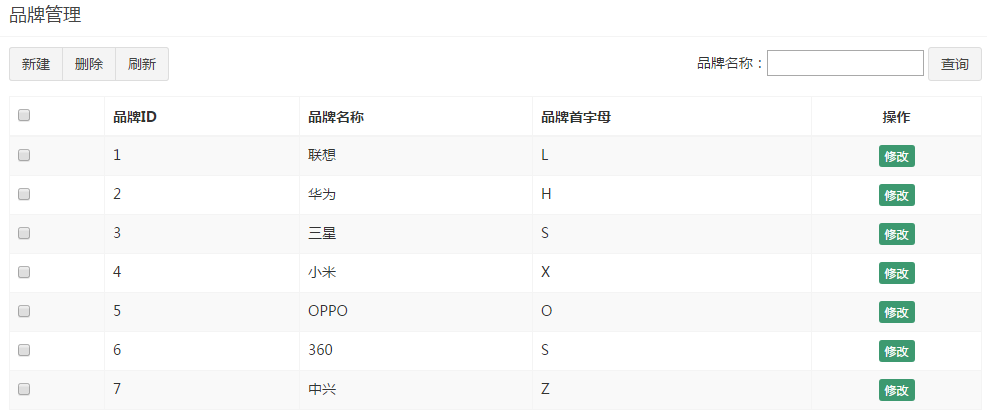 品牌管理
新建 删除 刷新 品牌名称： 查询
品牌ID 品牌名称 品牌首字母 操作
1 联想 L 修改
2 华为 H 修改
3 三星 S 修改
4 小米 X 修改
5 OPPO O 修改
6 360 S 修改
7 中兴 Z 修改